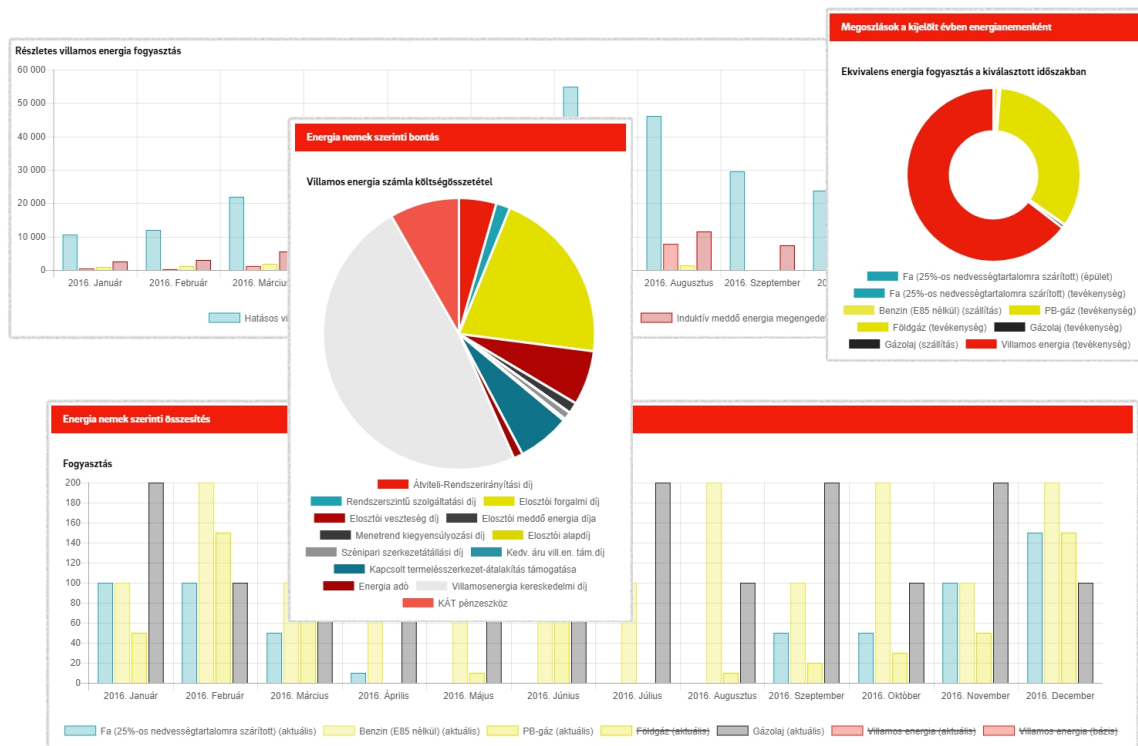 Részletes villamos energia fogyasztás
60 000
50 000
40 000
30 000
20 000
10 000
0
2016. Január
2016. Február
2016. Március
2016. Augusztus
2016. Szeptember
Hatásos
Induktív meddő energia
Megoszlások a kijelölt évben energianemenként
Ekvivalens energia fogyasztás a kiválasztott időszakban
Fa (25%-os nedvességtartalomra szárított) (épület)
Fa (25%-os nedvességtartalomra szárított) (tevékenység)
Benzin (E85 nélkül) (szállítás) PB-gáz (tevékenység)
Földgáz (tevékenység) Gázolaj (tevékenység)
Gázolaj (szállítás) Villamos energia (tevékenység)
Energia nemek szerinti bontás
Villamos energia számla költségösszetétel
Átviteli-Rendszerirányítási díj
Rendszerszintű szolgáltatási díj Elosztói forgalmi díj
Elosztói veszteség díj Elosztói meddő energia díja
Menetrend kiegyensúlyozási díj Elosztói alapdíj
Szénipari szerkezetátállási díj Kedv. áru vill.en. tám.díj
Kapcsolt termelésszerkezet-átalakítás támogatása
Energia adó Villamosenergia kereskedelmi díj
KÁT pénzeszköz
Energia nemek szerinti összesítés
Fogyasztás
200
180
160
140
120
100
80
60
40
20
0
2016. Január
2016. Február
2016. Március
2016. Április
2016. Május
2016. Június
2016. Július
2016. Augusztus
2016. Szeptember
2016. Október
2016. November
2016. December
Fa (25%-os nedvességtartalomra szárított) (aktuális) Benzin (E85 nélkül) (aktuális) PB-gáz (aktuális) Földgáz (aktuális) Gázolaj (aktuális) Villamos energia (aktuális) Villamos energia (bázis)